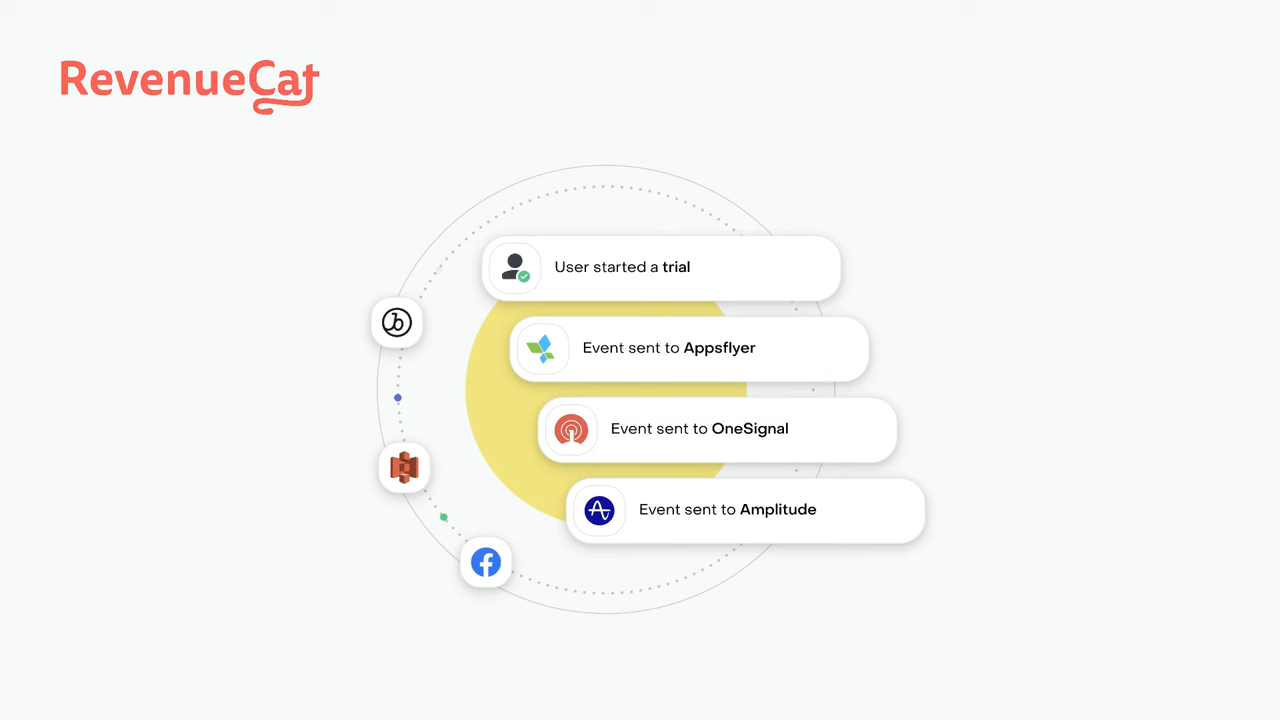 RevenueCat
User started a trial
Event sent to Appsflyer
Event sent to OneSignal
Event sent to Amplitude